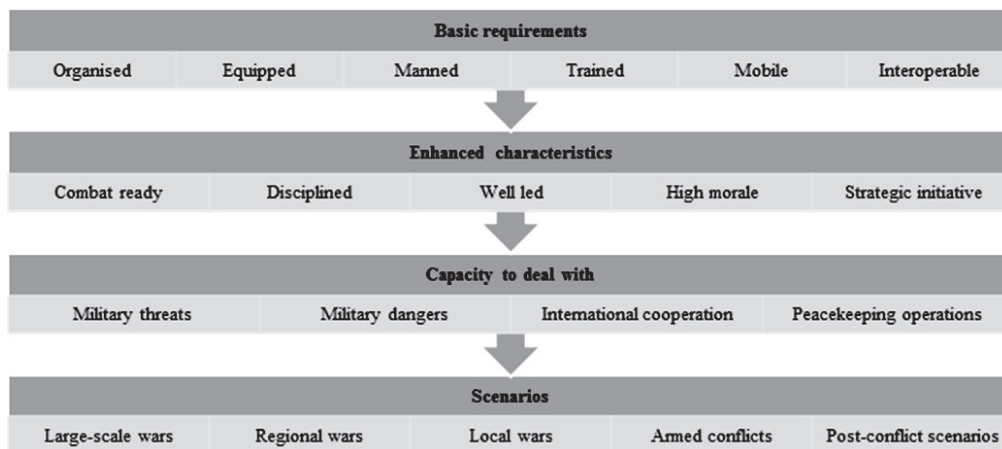 Basic requirements
Organised Equipped Manned Trained Mobile Interoperable
Enhanced characteristics
Combat ready Disciplined Well led High morale Strategic initiative
Capacity to deal with
Military threats Military dangers International cooperation Peacekeeping operations
Scenarios
Large-scale wars Regional wars Local wars Armed conflicts Post-conflict scenarios